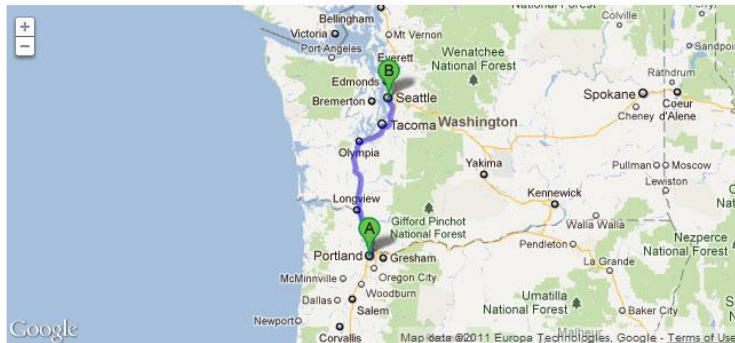 National Forest
Bellingham
Colville
Victoria
Mt Vernon
Sandpoin
Port Angeles
Everett
Wenatchee
National Forest
Edmonds
B
Rathdrum
Seattle
Spokane
Coeur
d'Alene
Bremerton
Cheney
Tacoma
Washington
Olympia
Pullman
Moscow
Yakima
Lewiston
Longview
Kennewick
Gifford Pinchot
National Forest
Walla Walla
A
Nezperce
National Forest
Portland
Gresham
Pendleton
La Grande
McMinnville
Oregon City
Woodburn
Dallas
Umatilla
National Forest
Salem
Baker City
Newport
Corvallis
Malheur
Google
Map data ©2011 Europa Technologies, Google - Terms of Use